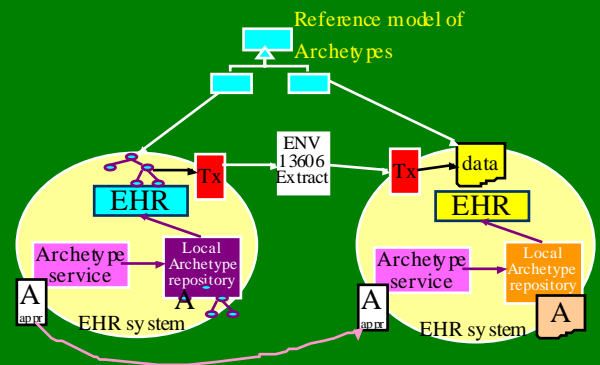 Reference model of
Archetypes
ENV
13606
Extract
Tx
EHR
Archetype
service
Local
Archetype
repository
A
A
appr
EHR system
Tx
data
EHR
Archetype
service
Local
Archetype
repository
A
appr
A
EHR system